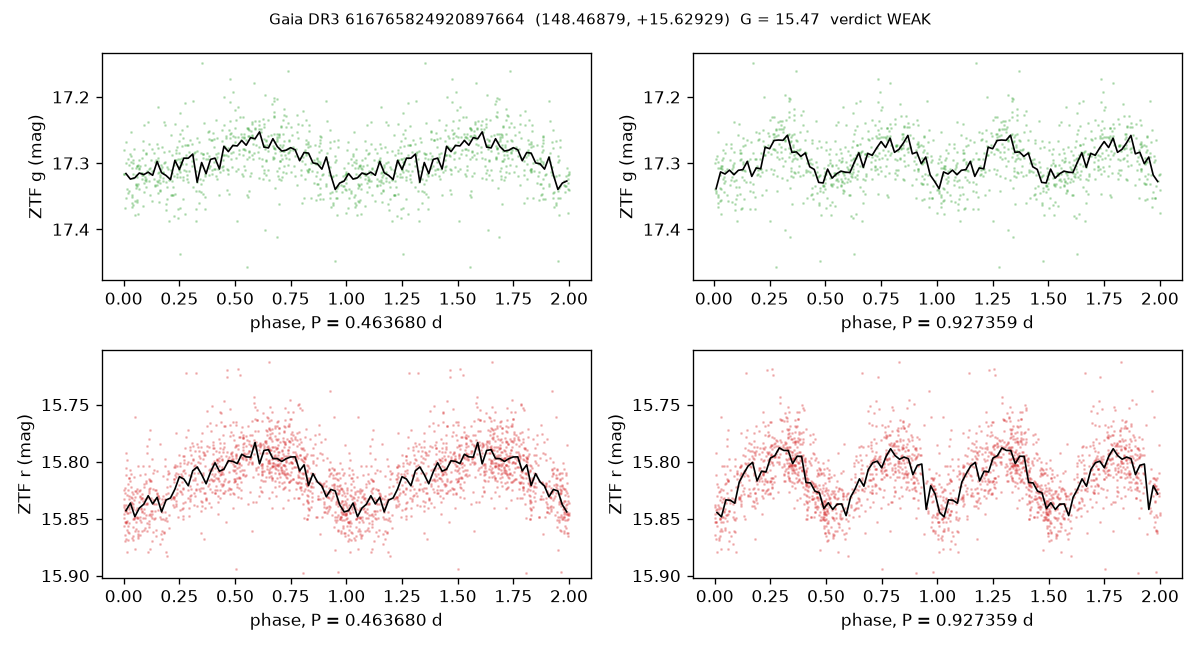 Gaia DR3 616765824920897664  (148.46879, +15.62929)  G = 15.47  verdict WEAK
ZTF g (mag)
17.2
17.3
17.4
0.00 0.25 0.50 0.75 1.00 1.25 1.50 1.75 2.00
phase, P = 0.463680 d
ZTF g (mag)
17.2
17.3
17.4
0.00 0.25 0.50 0.75 1.00 1.25 1.50 1.75 2.00
phase, P = 0.927359 d
ZTF r (mag)
15.75
15.80
15.85
15.90
0.00 0.25 0.50 0.75 1.00 1.25 1.50 1.75 2.00
phase, P = 0.463680 d
ZTF r (mag)
15.75
15.80
15.85
15.90
0.00 0.25 0.50 0.75 1.00 1.25 1.50 1.75 2.00
phase, P = 0.927359 d